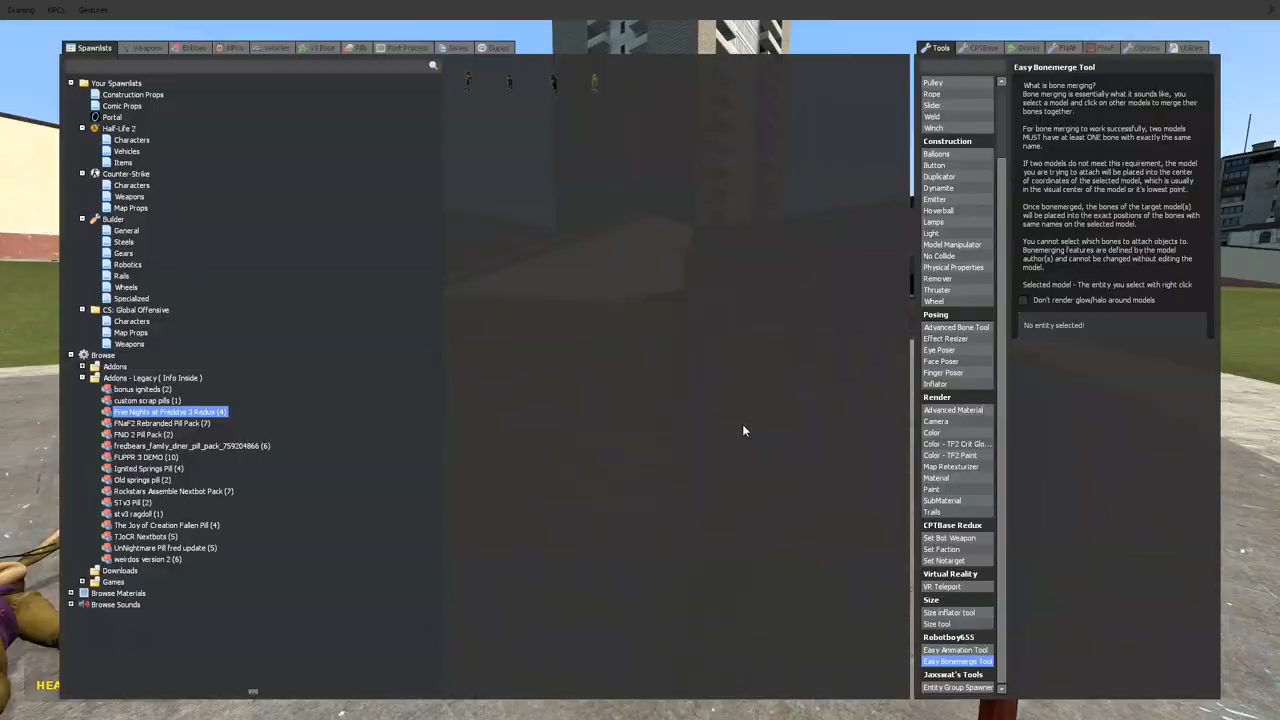 Drawing NPCs Gestures
Spawnlists Weapons Entities NPCs Vehicles VJ Base Pills Post Process Saves Dupes
Your Spawnlists
Construction Props
Comic Props
Portal
Half-Life 2
Characters
Vehicles
Items
Counter-Strike
Characters
Weapons
Map Props
Builder
General
Steels
Gears
Robotics
Rails
Wheels
Specialized
CS: Global Offensive
Characters
Map Props
Weapons
Browse
Addons
Addons - Legacy ( Info Inside )
bonus igniteds (2)
custom scrap pills (1)
Five Nights at Freddys 3 Redux (4)
FNaF2 Rebranded Pill Pack (7)
FNID 2 Pill Pack (2)
fredbears_family_diner_pill_pack_759204866 (6)
FUPPR 3 DEMO (10)
Ignited Springs Pill (4)
Old springs pill (2)
Rockstars Assemble Nextbot Pack (7)
STv3 Pill (2)
stv3 ragdoll (1)
The Joy of Creation Fallen Pill (4)
TJoCR Nextbots (5)
UnNightmare Pill fred update (5)
weirdos version 2 (6)
Downloads
Games
Browse Materials
Browse Sounds
HEA
Tools CPTBase DrVrej FNAF FNaF Options Utilities
Pulley
Rope
Slider
Weld
Winch
Construction
Balloons
Button
Duplicator
Dynamite
Emitter
Hoverball
Lamps
Light
Model Manipulator
No Collide
Physical Properties
Remover
Thruster
Wheel
Posing
Advanced Bone Tool
Effect Resizer
Eye Poser
Face Poser
Finger Poser
Inflator
Render
Advanced Material
Camera
Color
Color - TF2 Crit Glo...
Color - TF2 Paint
Map Retexturizer
Material
Paint
SubMaterial
Trails
CPTBase Redux
Set Bot Weapon
Set Faction
Set Notarget
Virtual Reality
VR Teleport
Size
Size inflator tool
Size tool
Robotboy655
Easy Animation Tool
Easy Bonemerge Tool
Jaxswat's Tools
Entity Group Spawner
Easy Bonemerge Tool
What is bone merging?
Bone merging is essentially what it sounds like, you
select a model and click on other models to merge their
bones together.
For bone merging to work successfully, two models
MUST have at least ONE bone with exactly the same
name.
If two models do not meet this requirement, the model
you are trying to attach will be placed into the center
of coordinates of the selected model, which is usually
in the visual center of the model or it's lowest point.
Once bonemerged, the bones of the target model(s)
will be placed into the exact positions of the bones with
same names on the selected model.
You cannot select which bones to attach objects to.
Bonemerging features are defined by the model
author(s) and cannot be changed without editing the
model.
Selected model - The entity you select with right click
Don't render glow/halo around models
No entity selected!